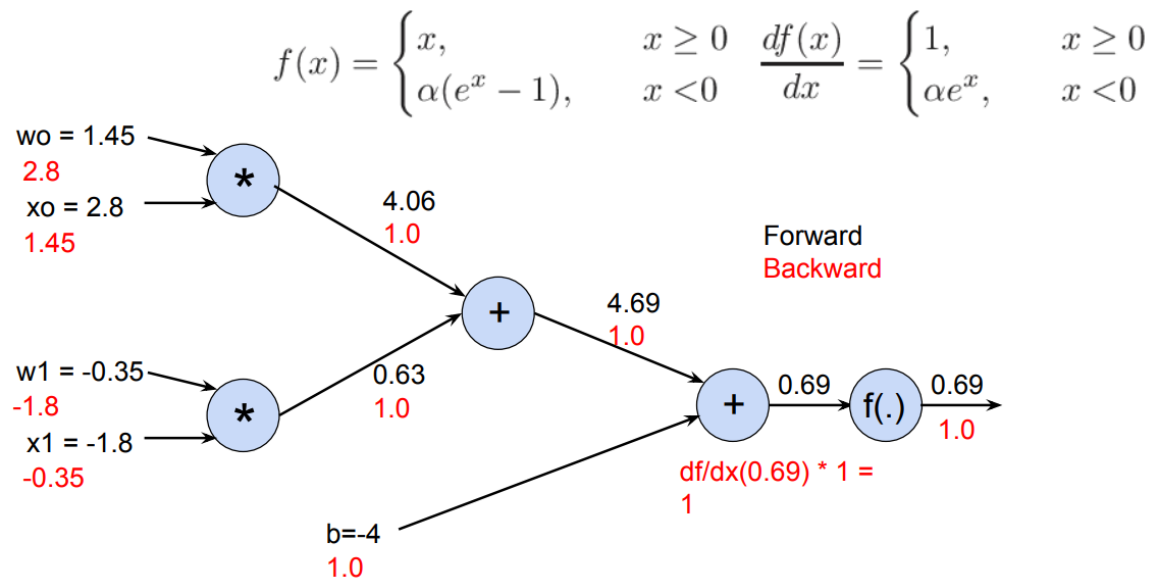 f(x) = { x, x ≥ 0
α(eˣ − 1), x <0
df(x)/dx = { 1, x ≥ 0
αeˣ, x <0
wo = 1.45
2.8
xo = 2.8
1.45
*
4.06
1.0
Forward
Backward
+
4.69
1.0
w1 = -0.35
-1.8
x1 = -1.8
-0.35
*
0.63
1.0
+
0.69
f(.)
0.69
1.0
df/dx(0.69) * 1 =
1
b=-4
1.0